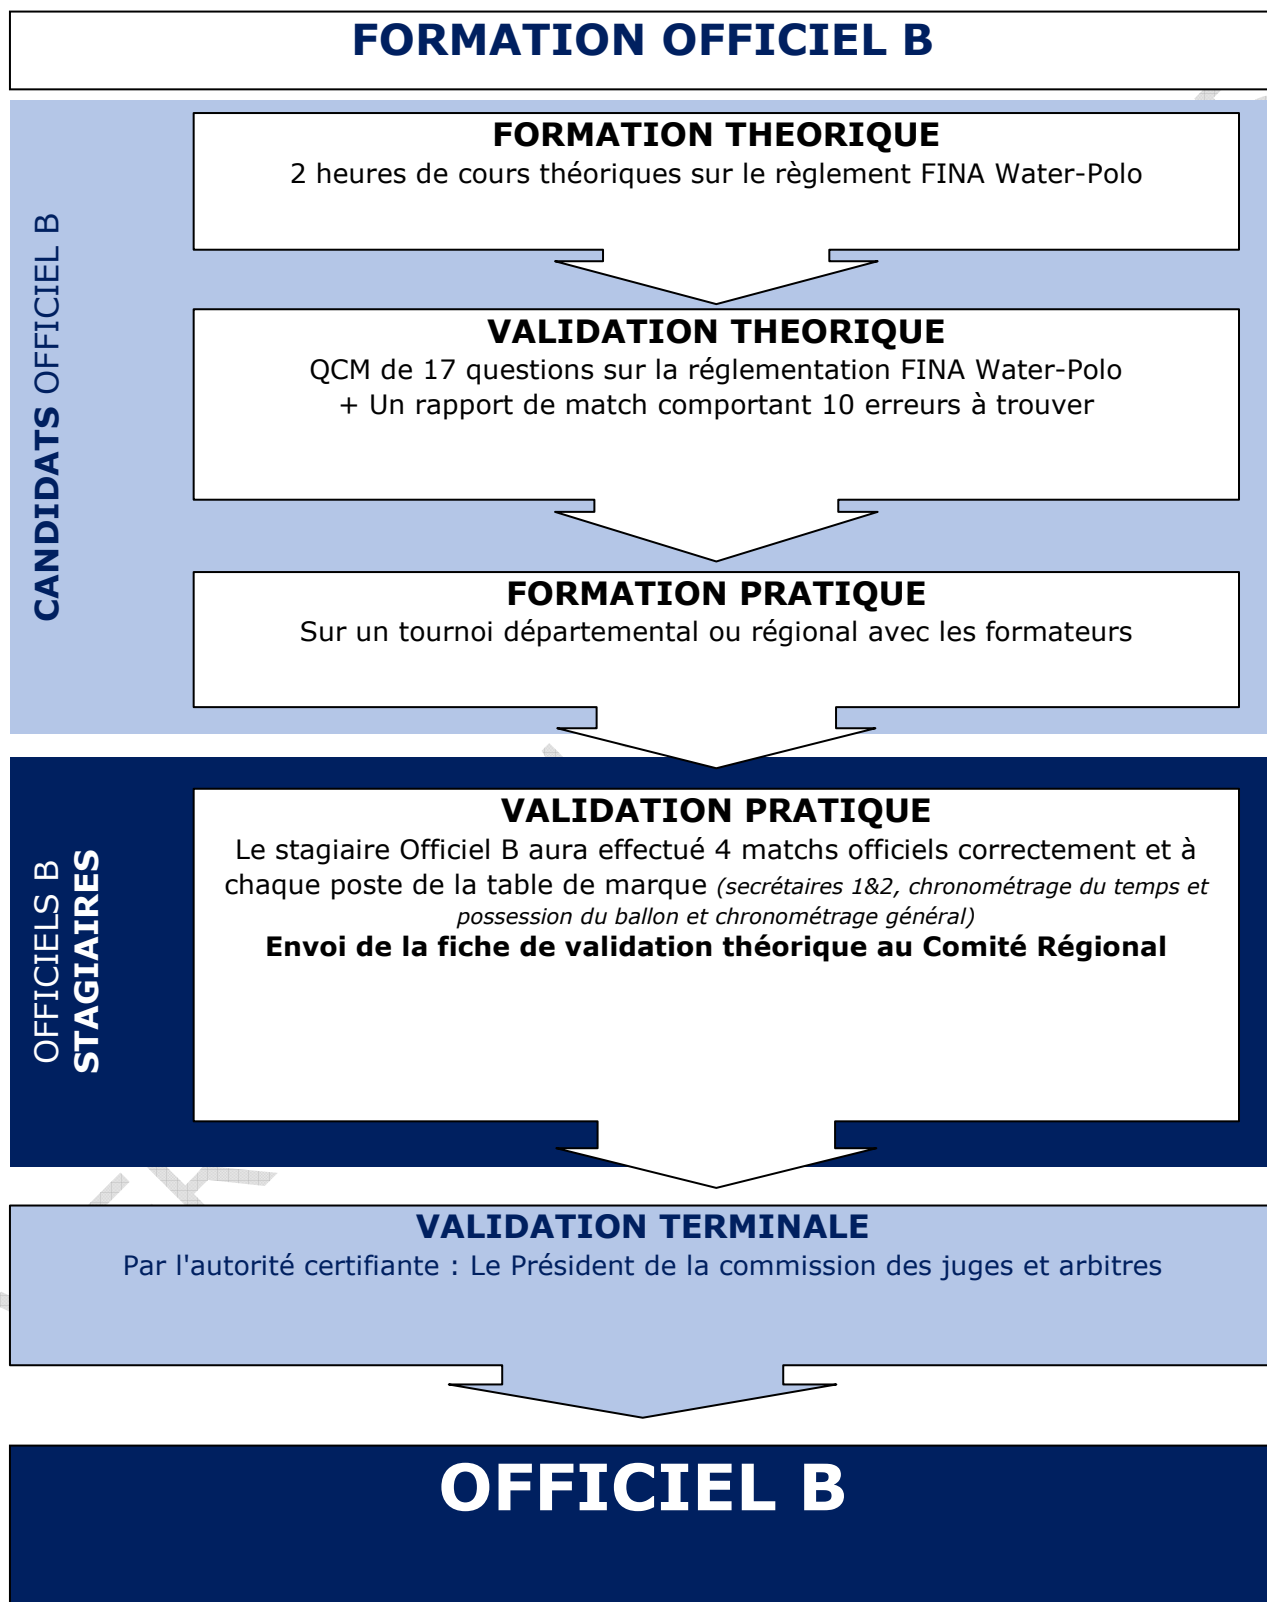 FORMATION OFFICIEL B
CANDIDATS OFFICIEL B
FORMATION THEORIQUE
2 heures de cours théoriques sur le règlement FINA Water-Polo
VALIDATION THEORIQUE
QCM de 17 questions sur la réglementation FINA Water-Polo
+ Un rapport de match comportant 10 erreurs à trouver
FORMATION PRATIQUE
Sur un tournoi départemental ou régional avec les formateurs
OFFICIELS B
STAGIAIRES
VALIDATION PRATIQUE
Le stagiaire Officiel B aura effectué 4 matchs officiels correctement et à
chaque poste de la table de marque (secrétaires 1&2, chronométrage du temps et
possession du ballon et chronométrage général)
Envoi de la fiche de validation théorique au Comité Régional
VALIDATION TERMINALE
Par l'autorité certifiante : Le Président de la commission des juges et arbitres
OFFICIEL B